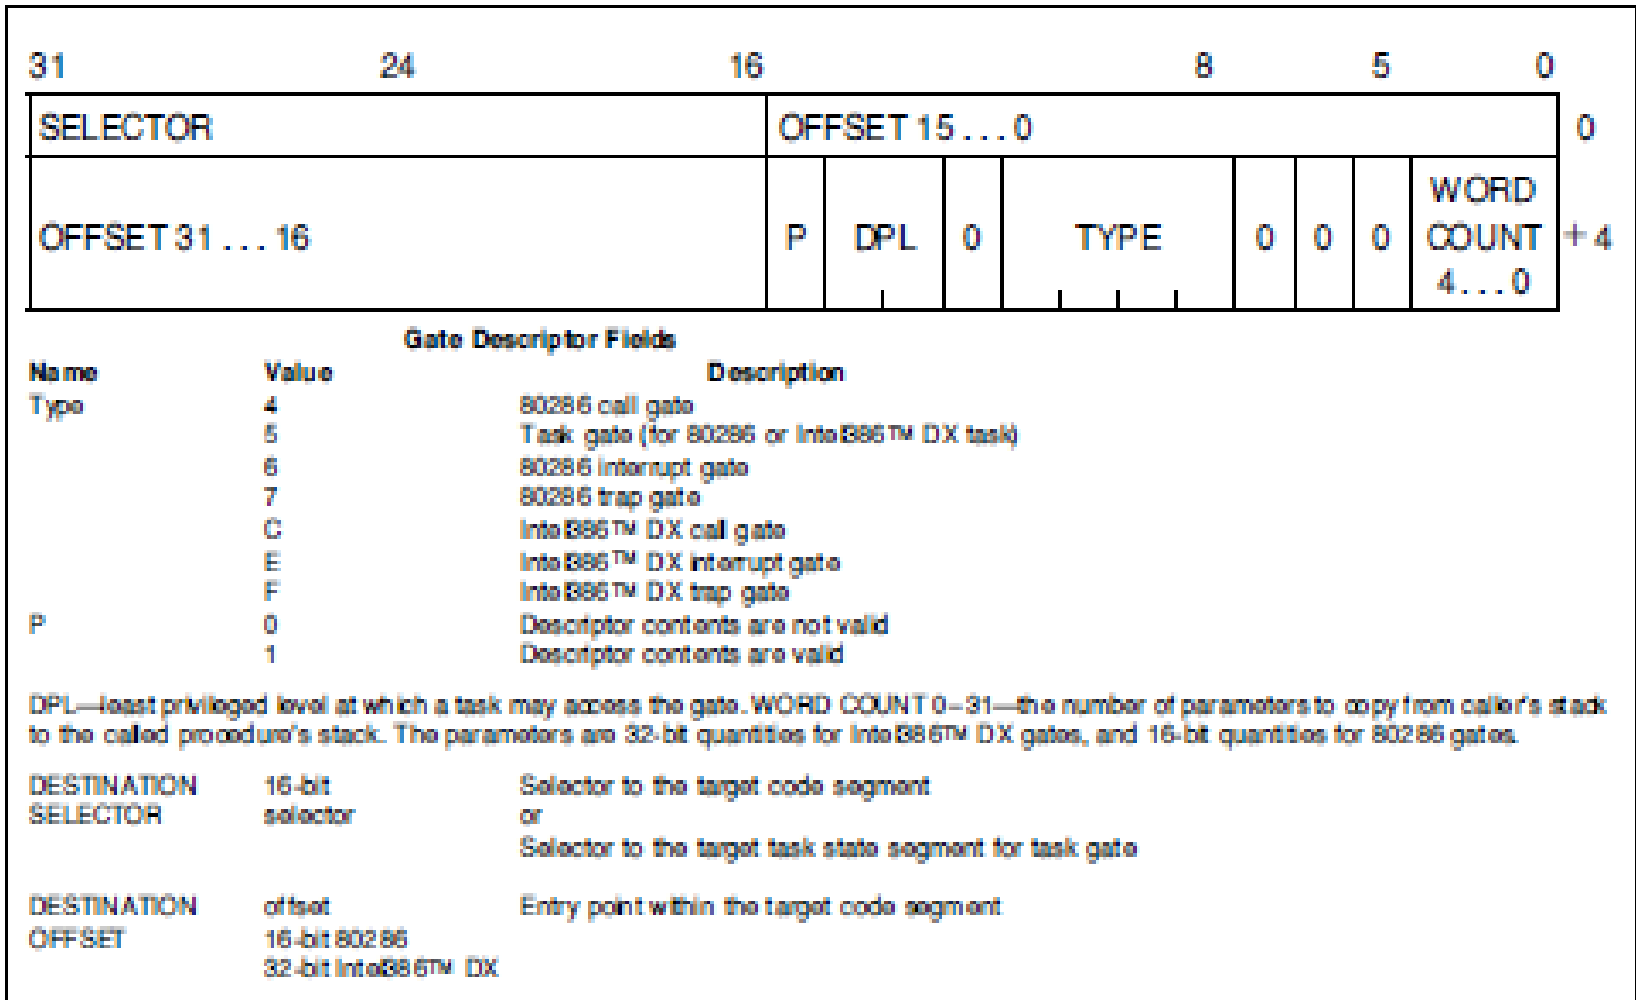 31 24 16 8 5 0
SELECTOR OFFSET 15 . . . 0 0
OFFSET 31 . . . 16 P DPL 0 TYPE 0 0 0 WORD COUNT 4 . . . 0 +4
Gate Descriptor Fields
Name Value Description
Type 4 80286 call gate
5 Task gate (for 80286 or Intel386™ DX task)
6 80286 interrupt gate
7 80286 trap gate
C Intel386™ DX call gate
E Intel386™ DX interrupt gate
F Intel386™ DX trap gate
P 0 Descriptor contents are not valid
1 Descriptor contents are valid
DPL—least privileged level at which a task may access the gate. WORD COUNT 0–31—the number of parameters to copy from caller's stack
to the called procedure's stack. The parameters are 32-bit quantities for Intel386™ DX gates, and 16-bit quantities for 80286 gates.
DESTINATION 16-bit Selector to the target code segment
SELECTOR selector or
Selector to the target task state segment for task gate
DESTINATION offset Entry point within the target code segment
OFFSET 16-bit 80286
32-bit Intel386™ DX